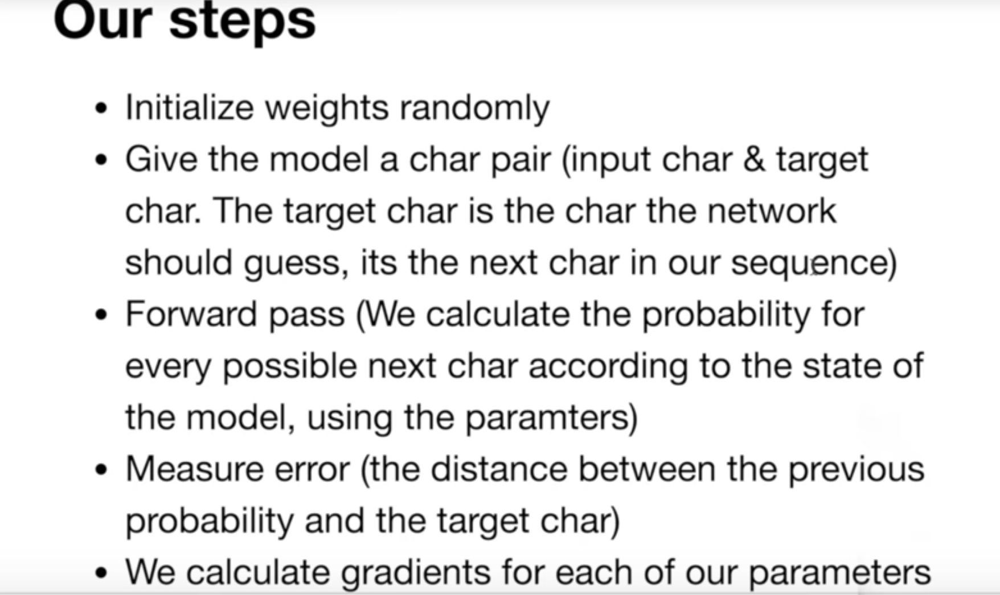 Our steps
• Initialize weights randomly
• Give the model a char pair (input char & target
char. The target char is the char the network
should guess, its the next char in our sequence)
• Forward pass (We calculate the probability for
every possible next char according to the state of
the model, using the paramters)
• Measure error (the distance between the previous
probability and the target char)
• We calculate gradients for each of our parameters